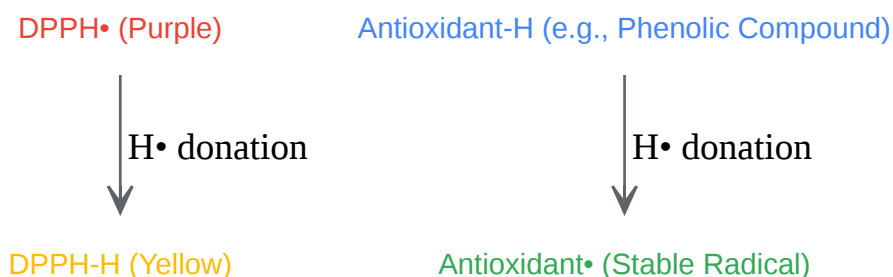 DPPH• (Purple) Antioxidant-H (e.g., Phenolic Compound)
H• donation H• donation
DPPH-H (Yellow) Antioxidant• (Stable Radical)